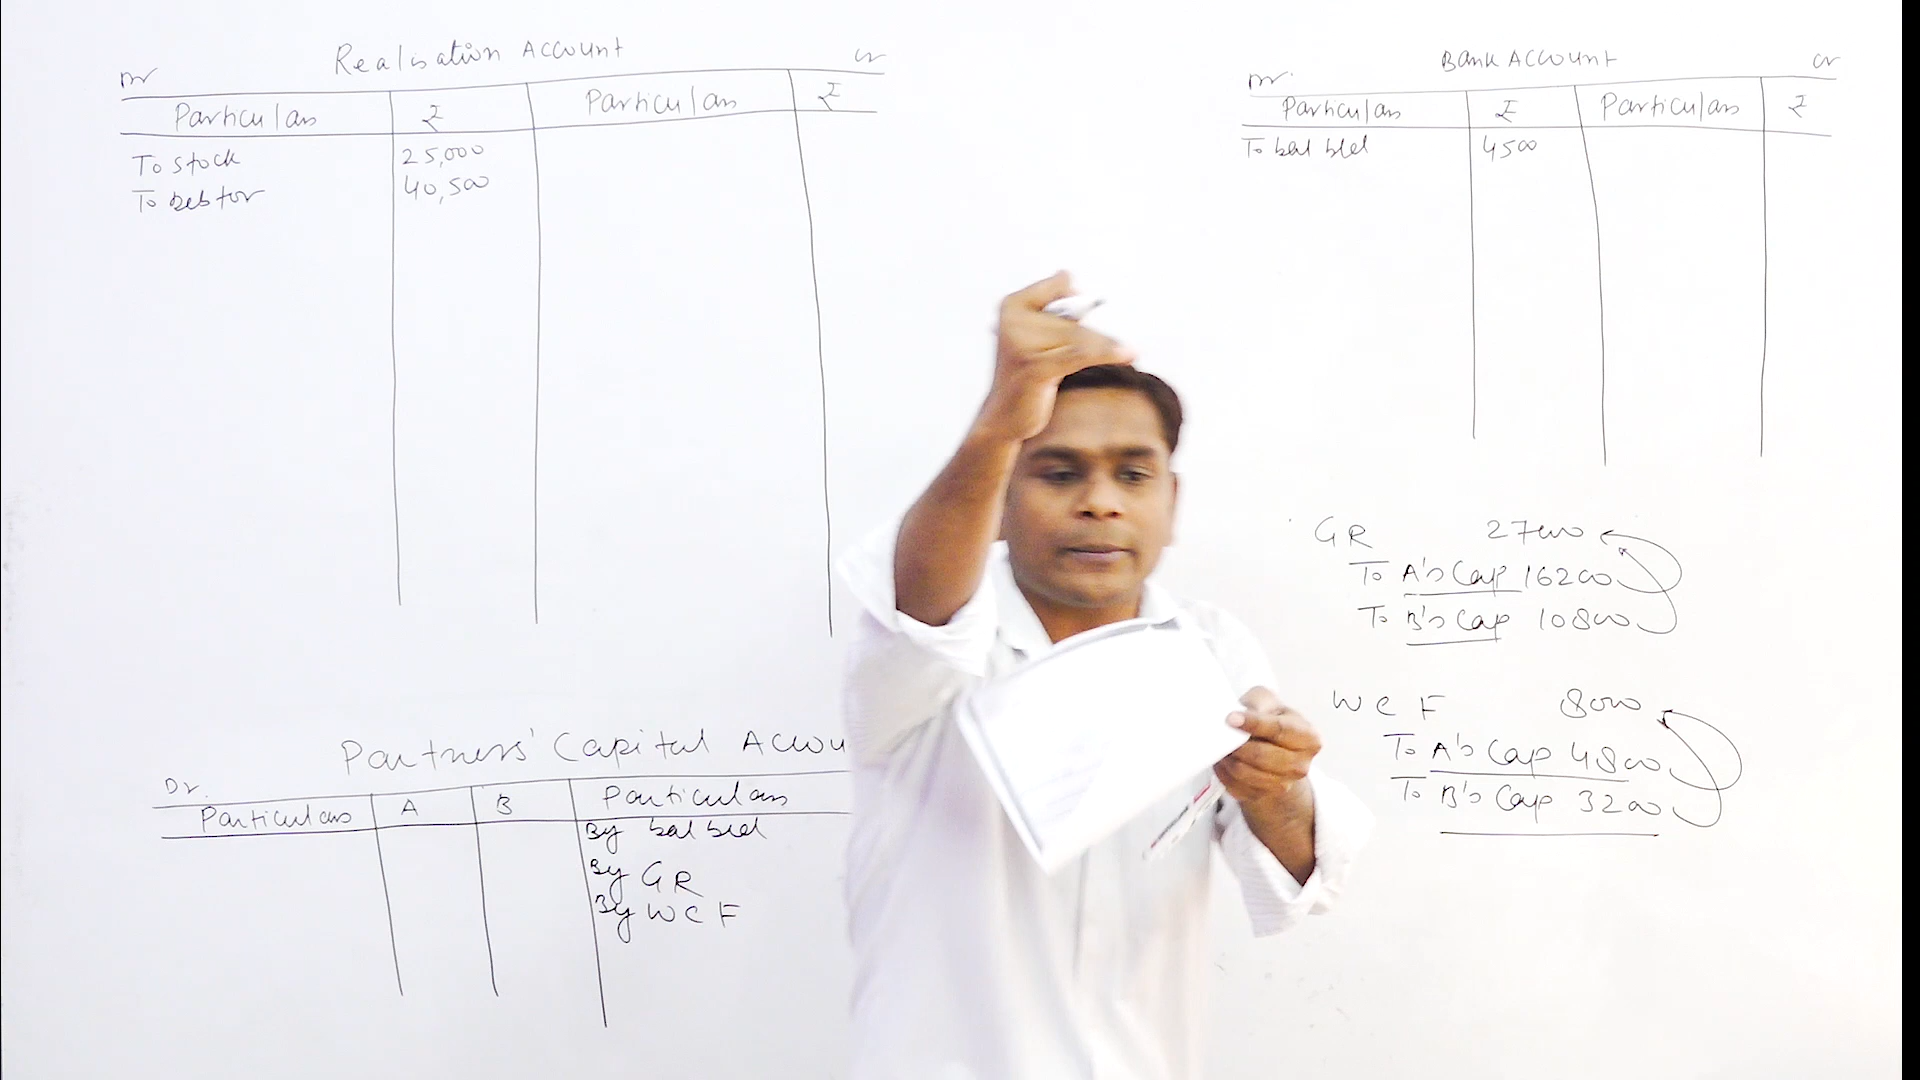 Realisation Account
Dr Cr
Particulars ₹ Particulars ₹
To stock 25,000
To Debtor 40,500
Bank Account
Dr. Cr
Particulars ₹ Particulars ₹
To bal bld 4500
GR 27000
To A's Cap 16200
To B's Cap 10800
W C F 8000
To A's Cap 4800
To B's Cap 3200
Partners' Capital Accou
Dr.
Particulars A B Particulars
By bal bld
By GR
By W C F